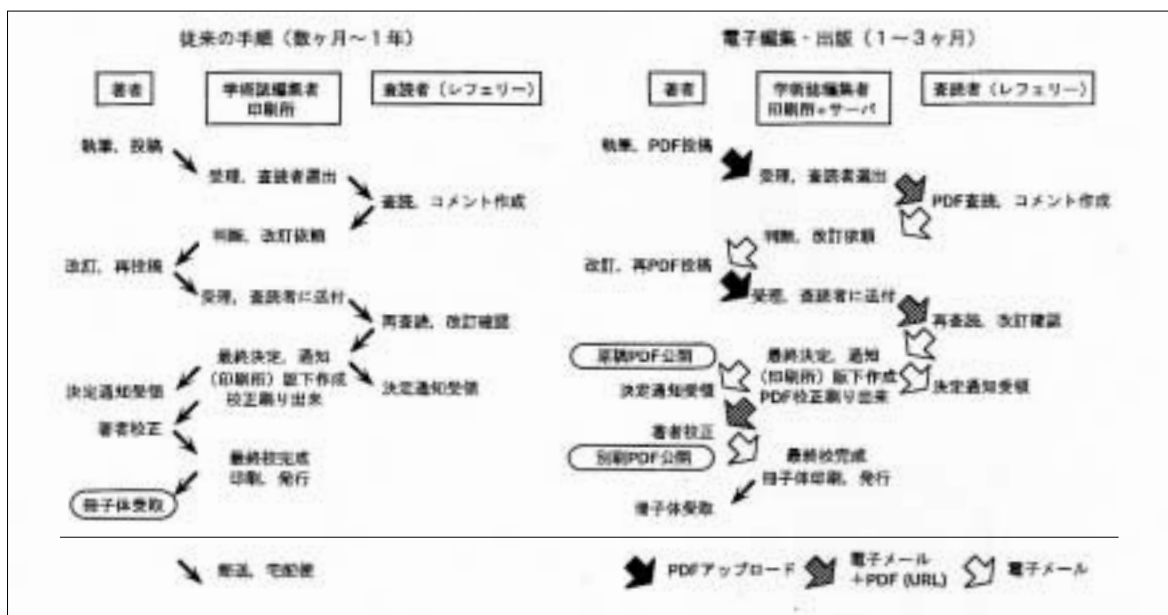 従来の手順（数ヶ月〜1年）
著者
学術誌編集者
印刷所
査読者（レフェリー）
執筆、投稿
受理、査読者選出
査読、コメント作成
判断、改訂依頼
改訂、再投稿
受理、査読者に送付
再査読、改訂確認
最終決定、通知
（印刷所）版下作成
校正刷り出来
決定通知受領
決定通知受領
著者校正
最終校完成
印刷、発行
冊子体受取
郵送、宅配便
電子編集・出版（1〜3ヶ月）
著者
学術誌編集者
印刷所＋サーバ
査読者（レフェリー）
執筆、PDF投稿
受理、査読者選出
PDF査読、コメント作成
判断、改訂依頼
改訂、再PDF投稿
受理、査読者に送付
再査読、改訂確認
原稿PDF公開
最終決定、通知
（印刷所）版下作成
PDF校正刷り出来
決定通知受領
決定通知受領
著者校正
別刷PDF公開
最終校完成
冊子体印刷、発行
冊子体受取
PDFアップロード
電子メール
＋PDF (URL)
電子メール